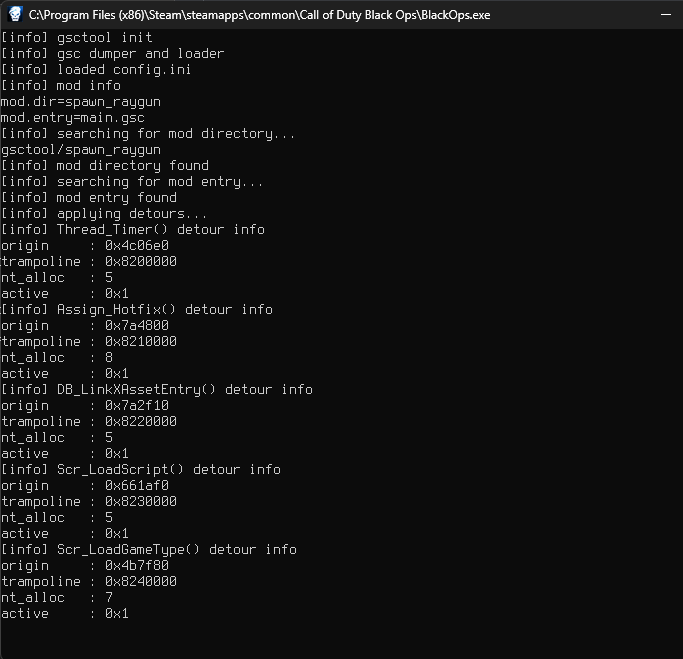 C:\Program Files (x86)\Steam\steamapps\common\Call of Duty Black Ops\BlackOps.exe
[info] gsctool init
[info] gsc dumper and loader
[info] loaded config.ini
[info] mod info
mod.dir=spawn_raygun
mod.entry=main.gsc
[info] searching for mod directory...
gsctool/spawn_raygun
[info] mod directory found
[info] searching for mod entry...
[info] mod entry found
[info] applying detours...
[info] Thread_Timer() detour info
origin     : 0x4c06e0
trampoline : 0x8200000
nt_alloc   : 5
active     : 0x1
[info] Assign_Hotfix() detour info
origin     : 0x7a4800
trampoline : 0x8210000
nt_alloc   : 8
active     : 0x1
[info] DB_LinkXAssetEntry() detour info
origin     : 0x7a2f10
trampoline : 0x8220000
nt_alloc   : 5
active     : 0x1
[info] Scr_LoadScript() detour info
origin     : 0x661af0
trampoline : 0x8230000
nt_alloc   : 5
active     : 0x1
[info] Scr_LoadGameType() detour info
origin     : 0x4b7f80
trampoline : 0x8240000
nt_alloc   : 7
active     : 0x1